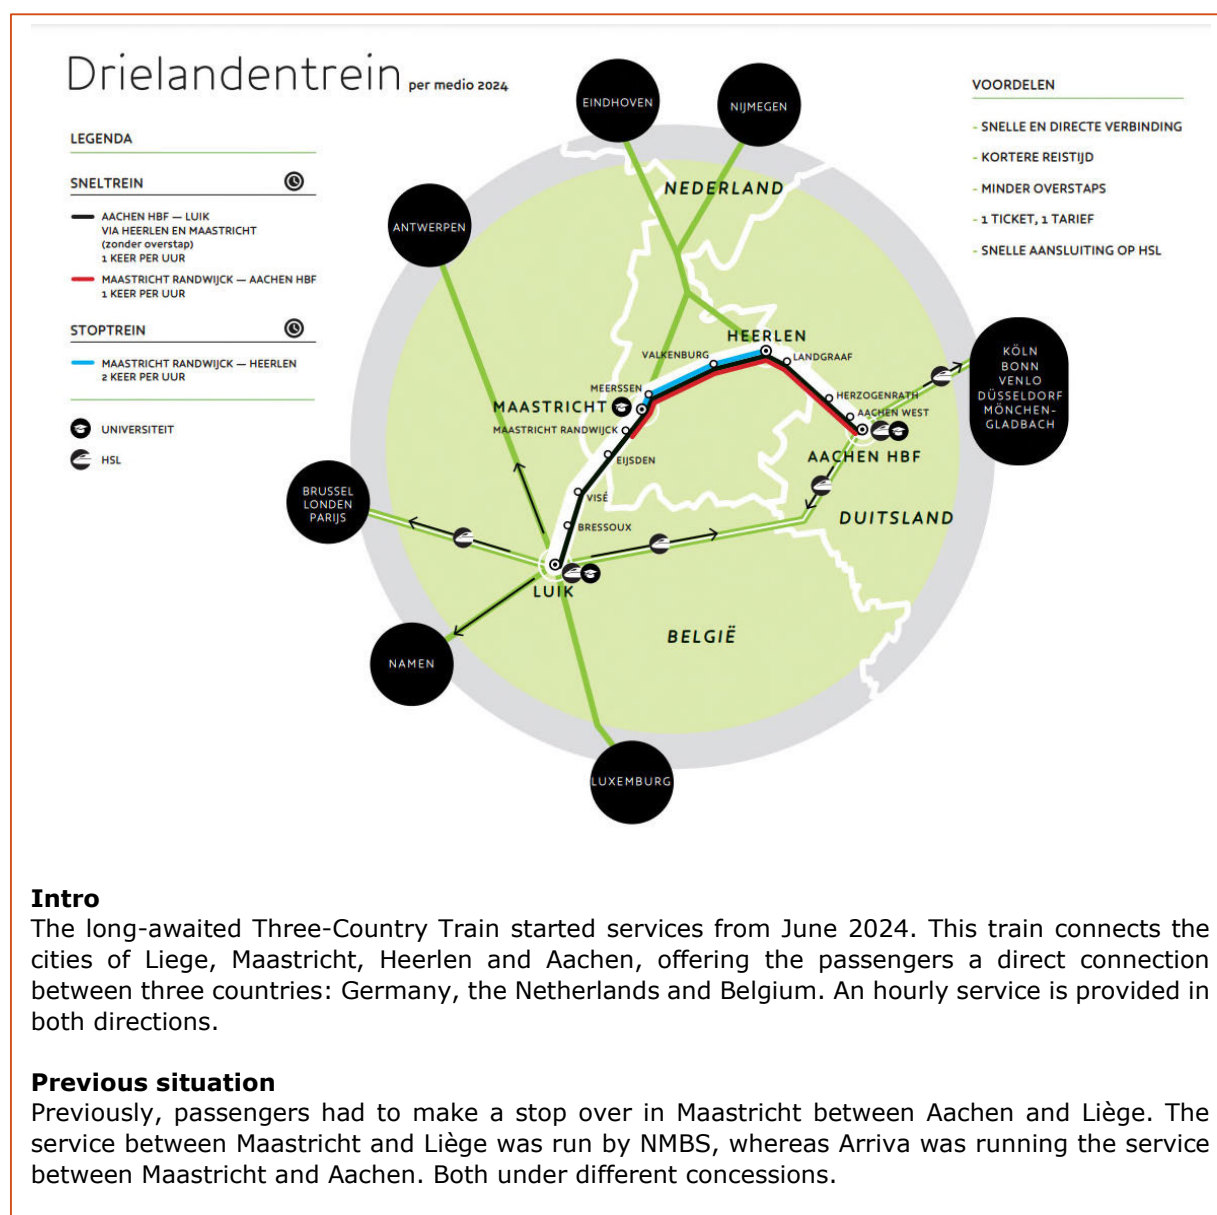 Drielandentrein per medio 2024
LEGENDA
SNELTREIN
AACHEN HBF — LUIK
VIA HEERLEN EN MAASTRICHT
(zonder overstap)
1 KEER PER UUR
MAASTRICHT RANDWIJCK — AACHEN HBF
1 KEER PER UUR
STOPTREIN
MAASTRICHT RANDWIJCK — HEERLEN
2 KEER PER UUR
UNIVERSITEIT
HSL
VOORDELEN
- SNELLE EN DIRECTE VERBINDING
- KORTERE REISTIJD
- MINDER OVERSTAPS
- 1 TICKET, 1 TARIEF
- SNELLE AANSLUITING OP HSL
EINDHOVEN
NIJMEGEN
NEDERLAND
ANTWERPEN
HEERLEN
VALKENBURG
LANDGRAAF
KÖLN
BONN
VENLO
DÜSSELDORF
MÖNCHEN-
GLADBACH
MEERSSEN
HERZOGENRATH
MAASTRICHT
AACHEN WEST
MAASTRICHT RANDWIJCK
AACHEN HBF
EIJSDEN
BRUSSEL
LONDEN
PARIJS
VISÉ
DUITSLAND
BRESSOUX
LUIK
BELGIË
NAMEN
LUXEMBURG
Intro
The long-awaited Three-Country Train started services from June 2024. This train connects the
cities of Liege, Maastricht, Heerlen and Aachen, offering the passengers a direct connection
between three countries: Germany, the Netherlands and Belgium. An hourly service is provided in
both directions.
Previous situation
Previously, passengers had to make a stop over in Maastricht between Aachen and Liège. The
service between Maastricht and Liège was run by NMBS, whereas Arriva was running the service
between Maastricht and Aachen. Both under different concessions.